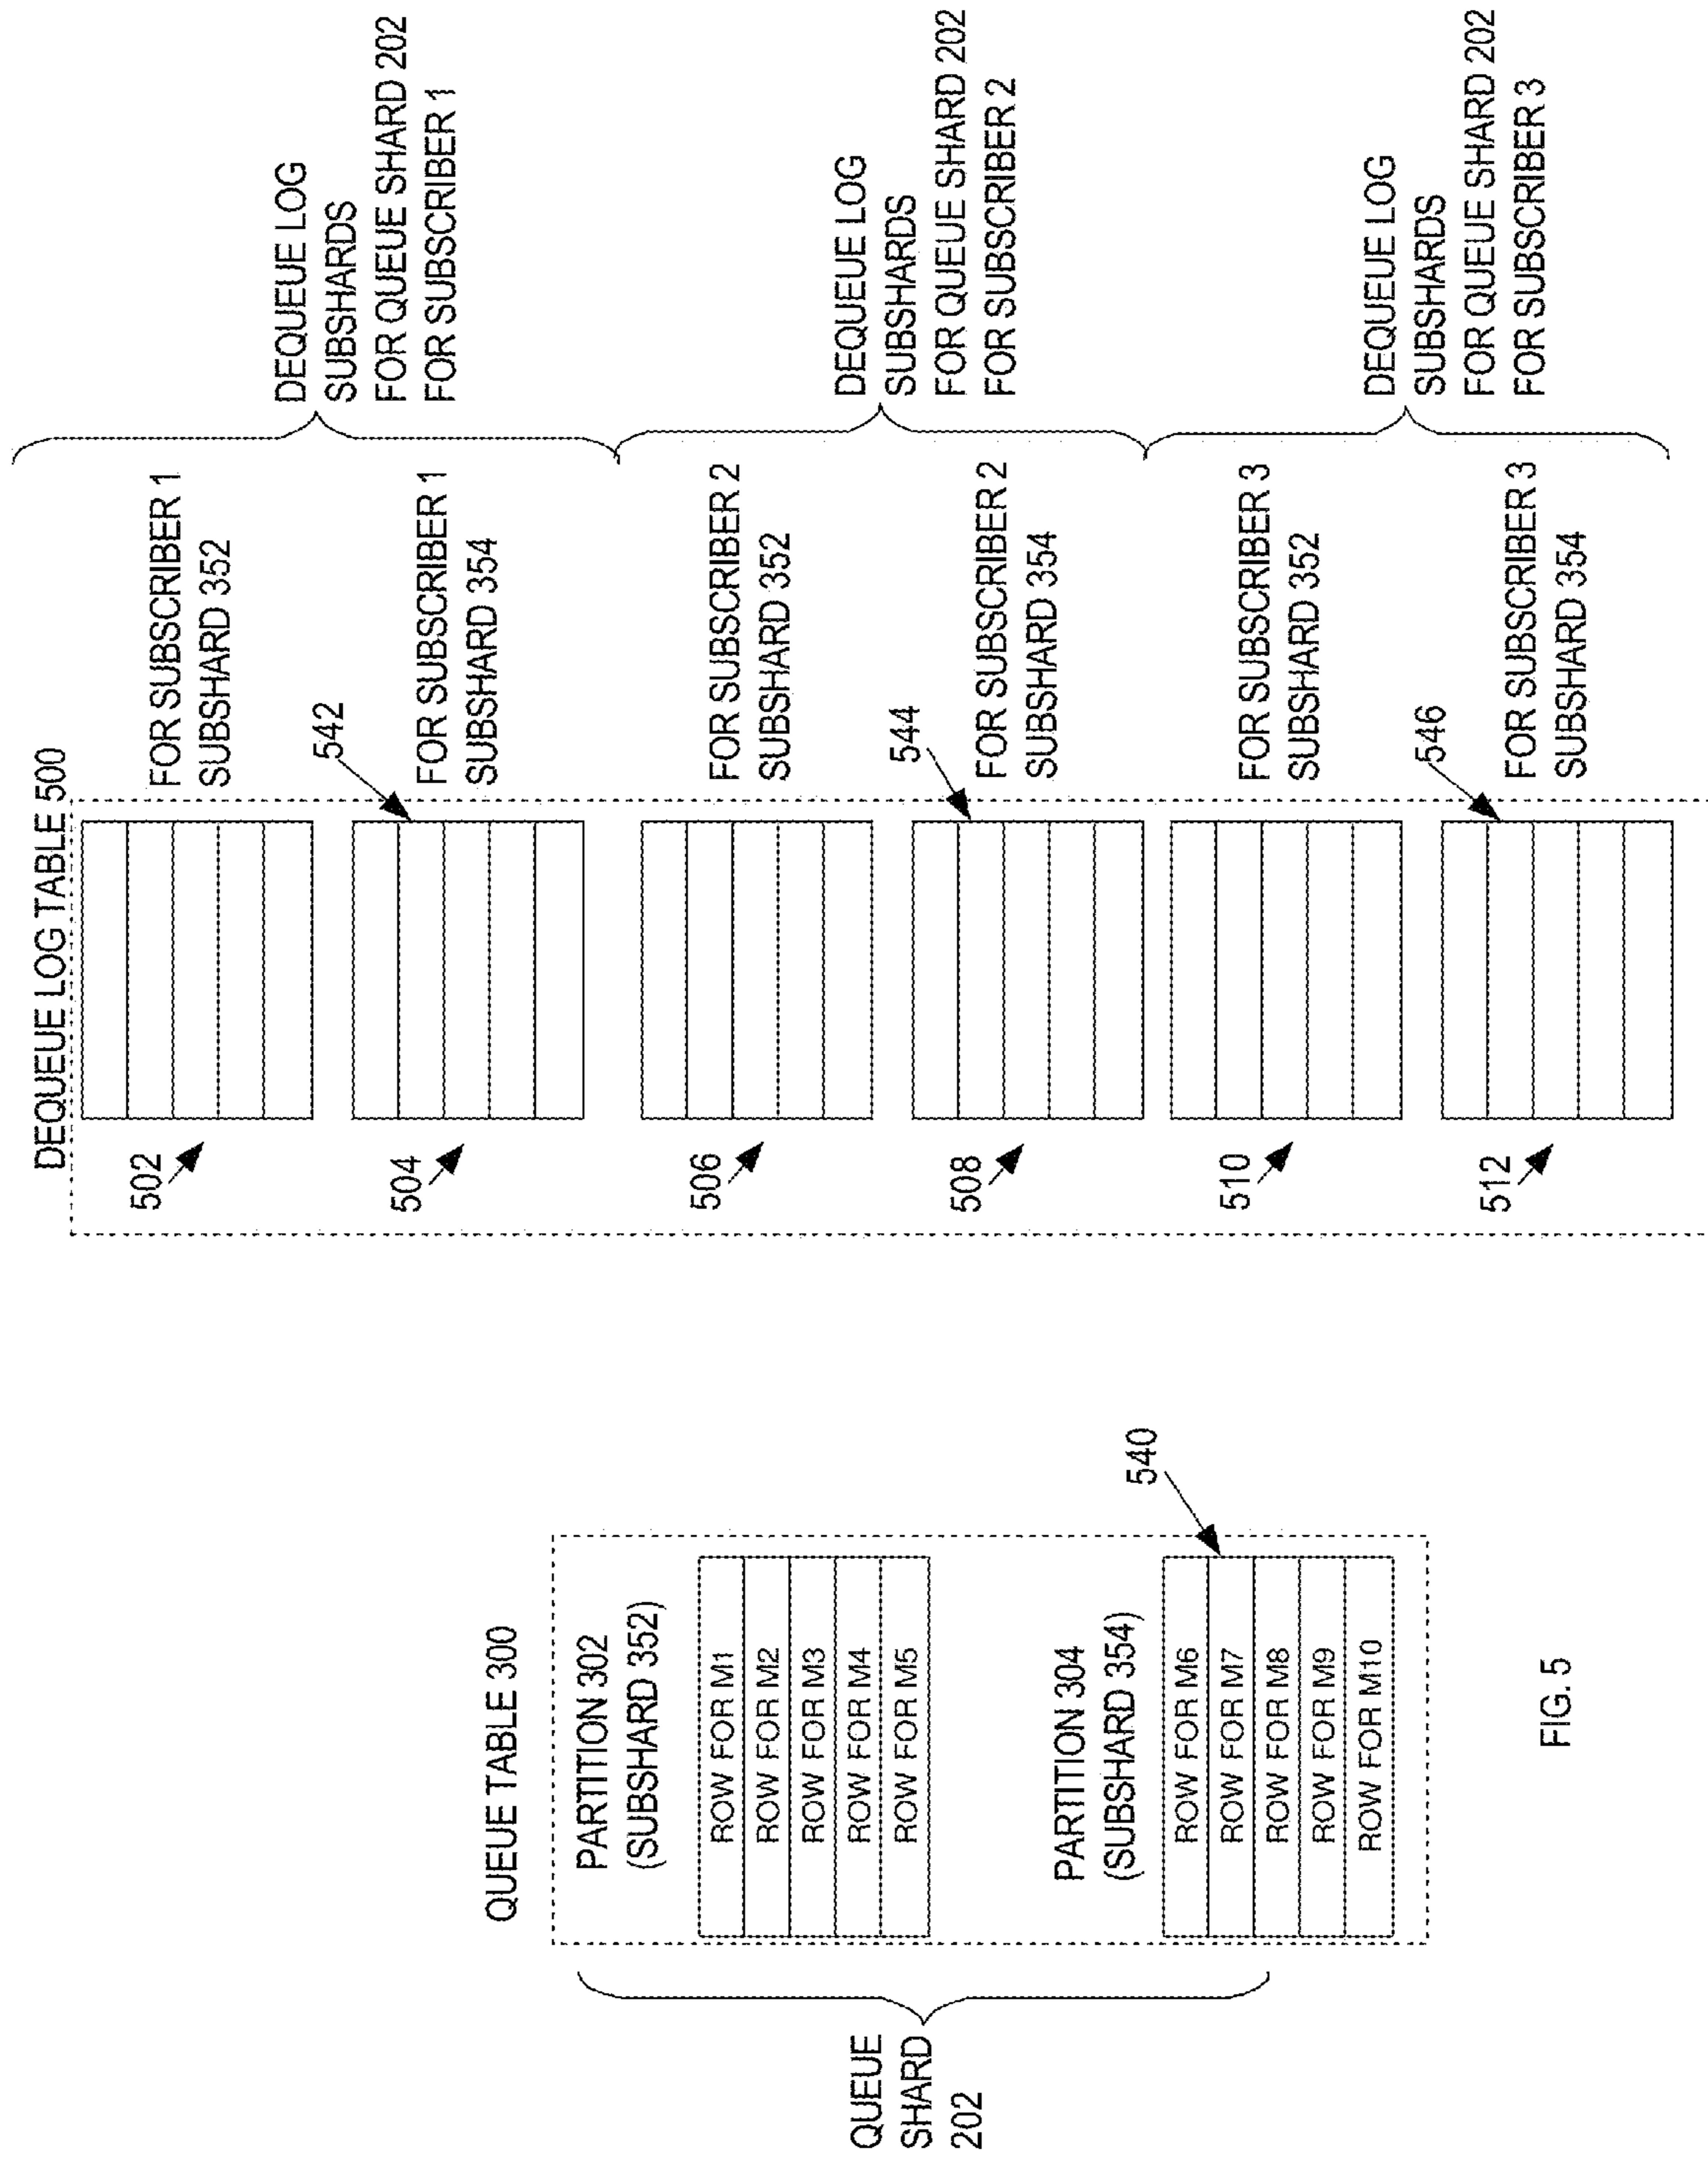 QUEUE TABLE 300
QUEUE
SHARD
202
PARTITION 302
(SUBSHARD 352)
ROW FOR M1
ROW FOR M2
ROW FOR M3
ROW FOR M4
ROW FOR M5
PARTITION 304
(SUBSHARD 354)
ROW FOR M6
ROW FOR M7
ROW FOR M8
ROW FOR M9
ROW FOR M10
540
DEQUEUE LOG TABLE 500
502
FOR SUBSCRIBER 1
SUBSHARD 352
504
542
FOR SUBSCRIBER 1
SUBSHARD 354
DEQUEUE LOG
SUBSHARDS
FOR QUEUE SHARD 202
FOR SUBSCRIBER 1
506
FOR SUBSCRIBER 2
SUBSHARD 352
508
544
FOR SUBSCRIBER 2
SUBSHARD 354
DEQUEUE LOG
SUBSHARDS
FOR QUEUE SHARD 202
FOR SUBSCRIBER 2
510
FOR SUBSCRIBER 3
SUBSHARD 352
512
546
FOR SUBSCRIBER 3
SUBSHARD 354
DEQUEUE LOG
SUBSHARDS
FOR QUEUE SHARD 202
FOR SUBSCRIBER 3
FIG. 5